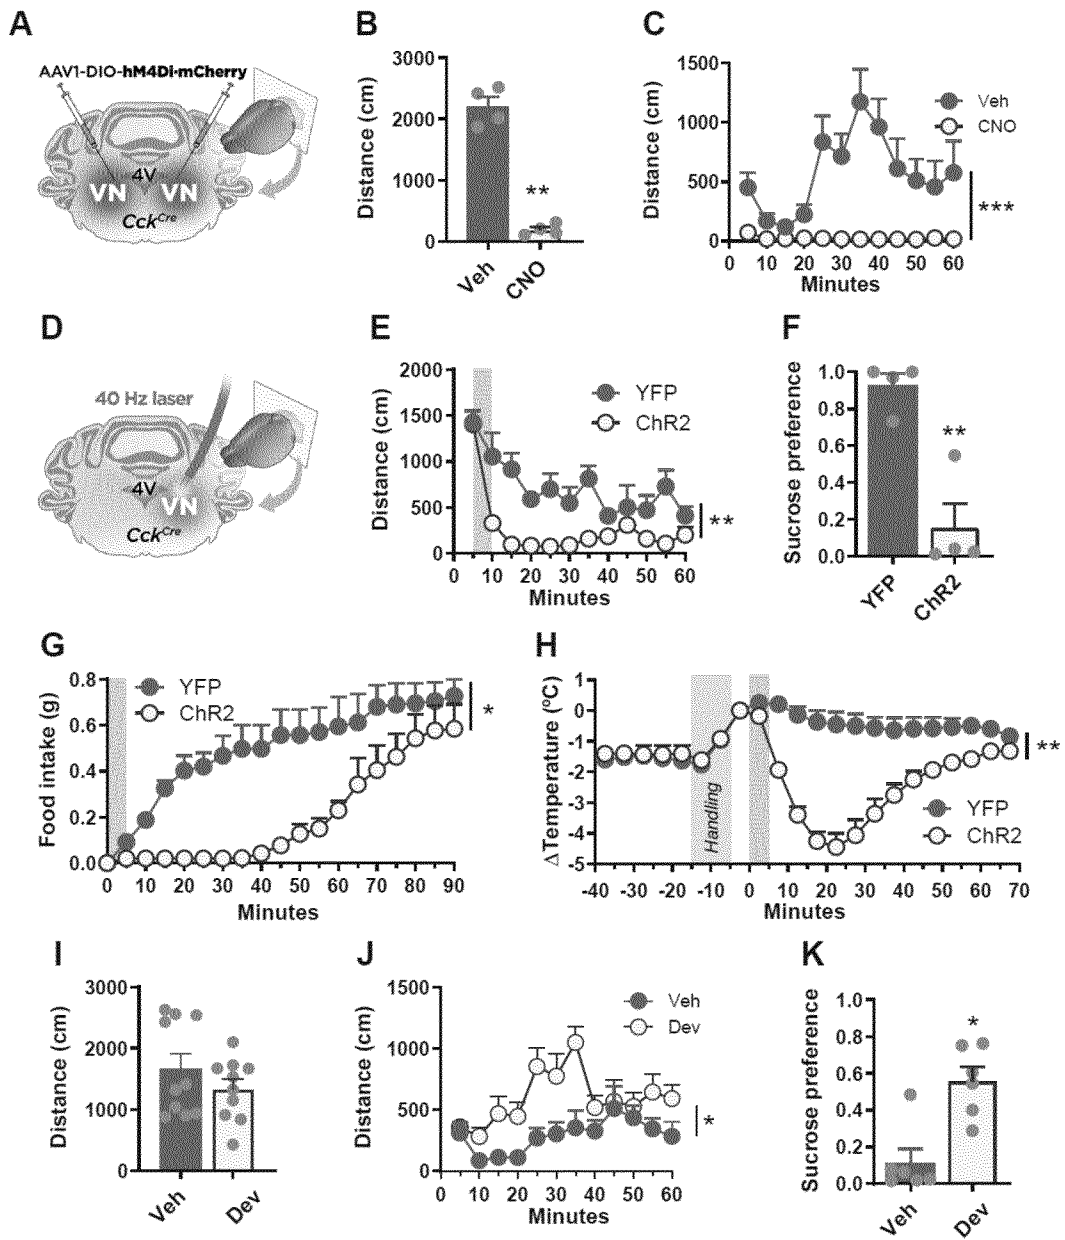 A
AAV1-DIO-hM4Di-mCherry
4V
VN VN
Cck^Cre
B
Distance (cm)
3000
2000
1000
0
**
Veh
CNO
C
Distance (cm)
1500
1000
500
0
Veh
CNO
***
0 10 20 30 40 50 60
Minutes
D
40 Hz laser
4V
VN
Cck^Cre
E
Distance (cm)
2000
1500
1000
500
0
YFP
ChR2
**
0 10 20 30 40 50 60
Minutes
F
Sucrose preference
1.0
0.8
0.6
0.4
0.2
0.0
**
YFP
ChR2
G
Food intake (g)
0.8
0.6
0.4
0.2
0.0
YFP
ChR2
*
0 10 20 30 40 50 60 70 80 90
Minutes
H
ΔTemperature (ºC)
1
0
-1
-2
-3
-4
-5
Handling
YFP
ChR2
**
-40 -30 -20 -10 0 10 20 30 40 50 60 70
Minutes
I
Distance (cm)
3000
2000
1000
0
Veh
Dev
J
Distance (cm)
1500
1000
500
0
Veh
Dev
*
0 10 20 30 40 50 60
Minutes
K
Sucrose preference
1.0
0.8
0.6
0.4
0.2
0.0
*
Veh
Dev